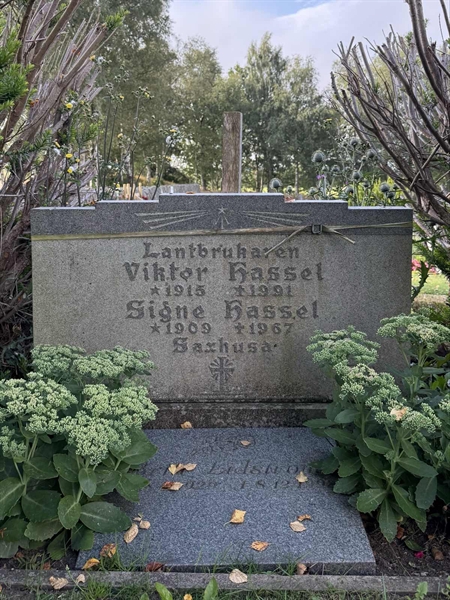 Lantbrukaren
Viktor Hassel
*1915 ✝1991
Signe Hassel
*1909 ✝1967
Saxhusa.